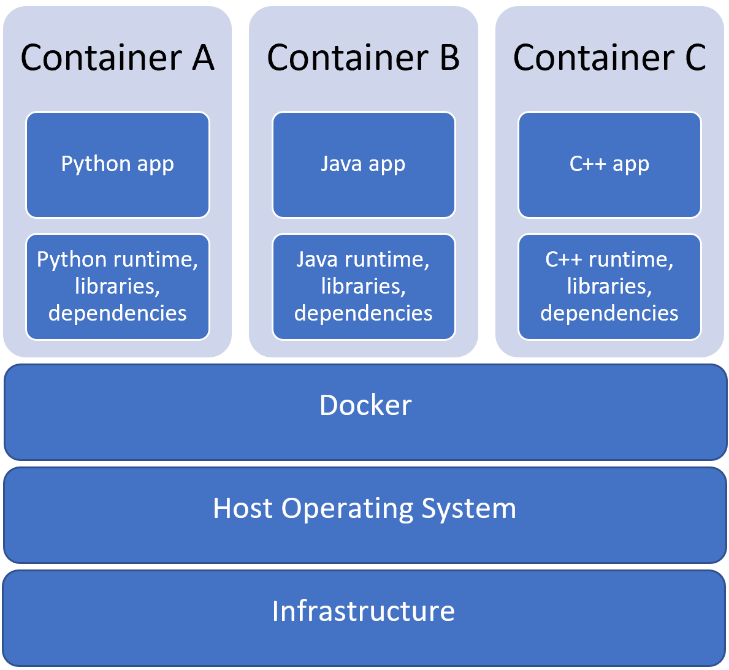 Container A
Container B
Container C
Python app
Java app
C++ app
Python runtime,
libraries,
dependencies
Java runtime,
libraries,
dependencies
C++ runtime,
libraries,
dependencies
Docker
Host Operating System
Infrastructure